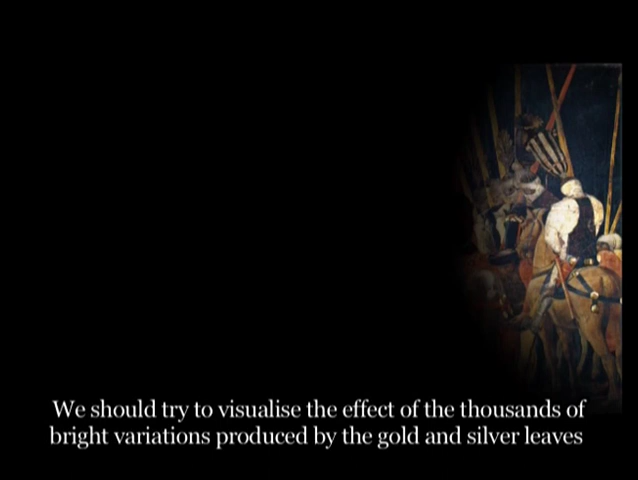 We should try to visualise the effect of the thousands of
bright variations produced by the gold and silver leaves